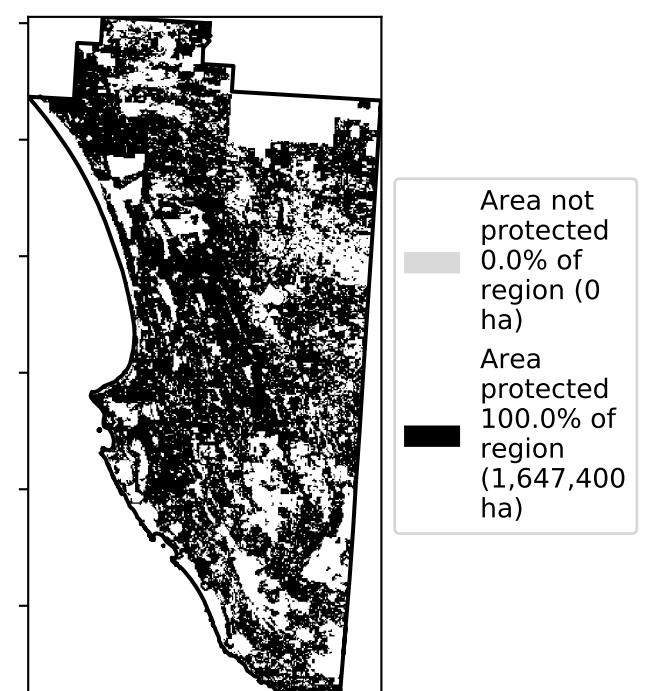 Area not
protected
0.0% of
region (0
ha)
Area
protected
100.0% of
region
(1,647,400
ha)